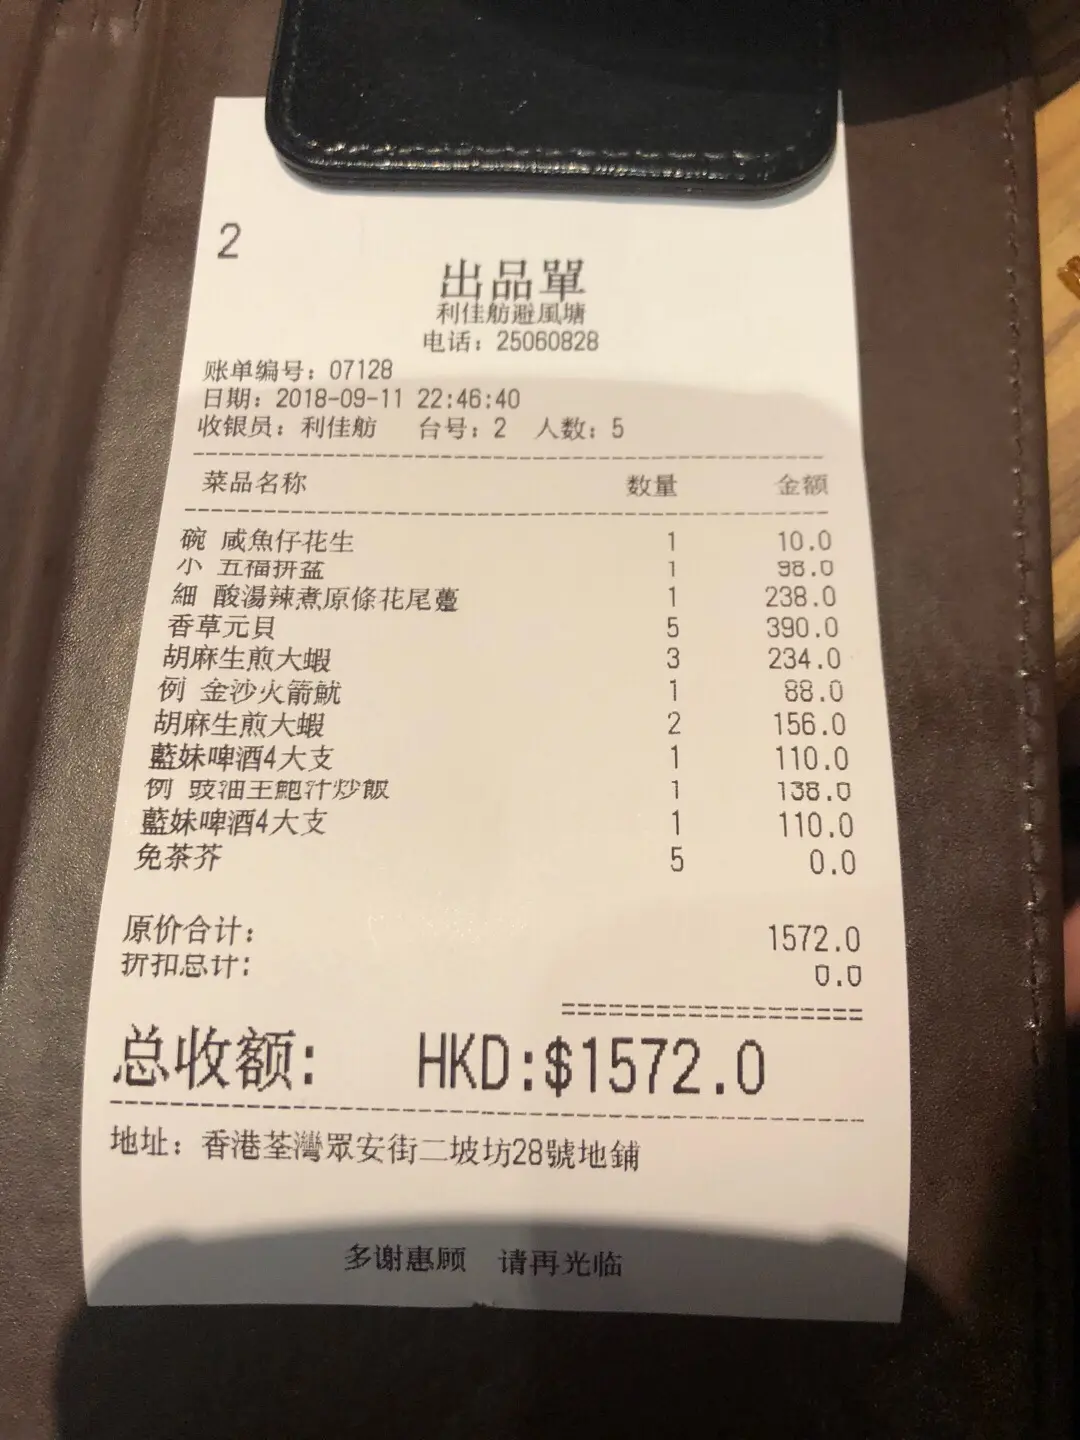 2
出品單
利佳舫避風塘
电话：25060828
账单编号：07128
日期：2018-09-11 22:46:40
收银员：利佳舫 台号：2 人数：5
菜品名称 数量 金额
碗 咸魚仔花生 1 10.0
小 五福拼盆 1 98.0
細 酸湯辣煮原條花尾躉 1 238.0
香草元貝 5 390.0
胡麻生煎大蝦 3 234.0
例 金沙火箭魷 1 88.0
胡麻生煎大蝦 2 156.0
藍妹啤酒4大支 1 110.0
例 豉油王鮑汁炒飯 1 138.0
藍妹啤酒4大支 1 110.0
免茶芥 5 0.0
原价合计： 1572.0
折扣总计： 0.0
总收额： HKD:$1572.0
地址：香港荃灣眾安街二坡坊28號地鋪
多谢惠顾 请再光临